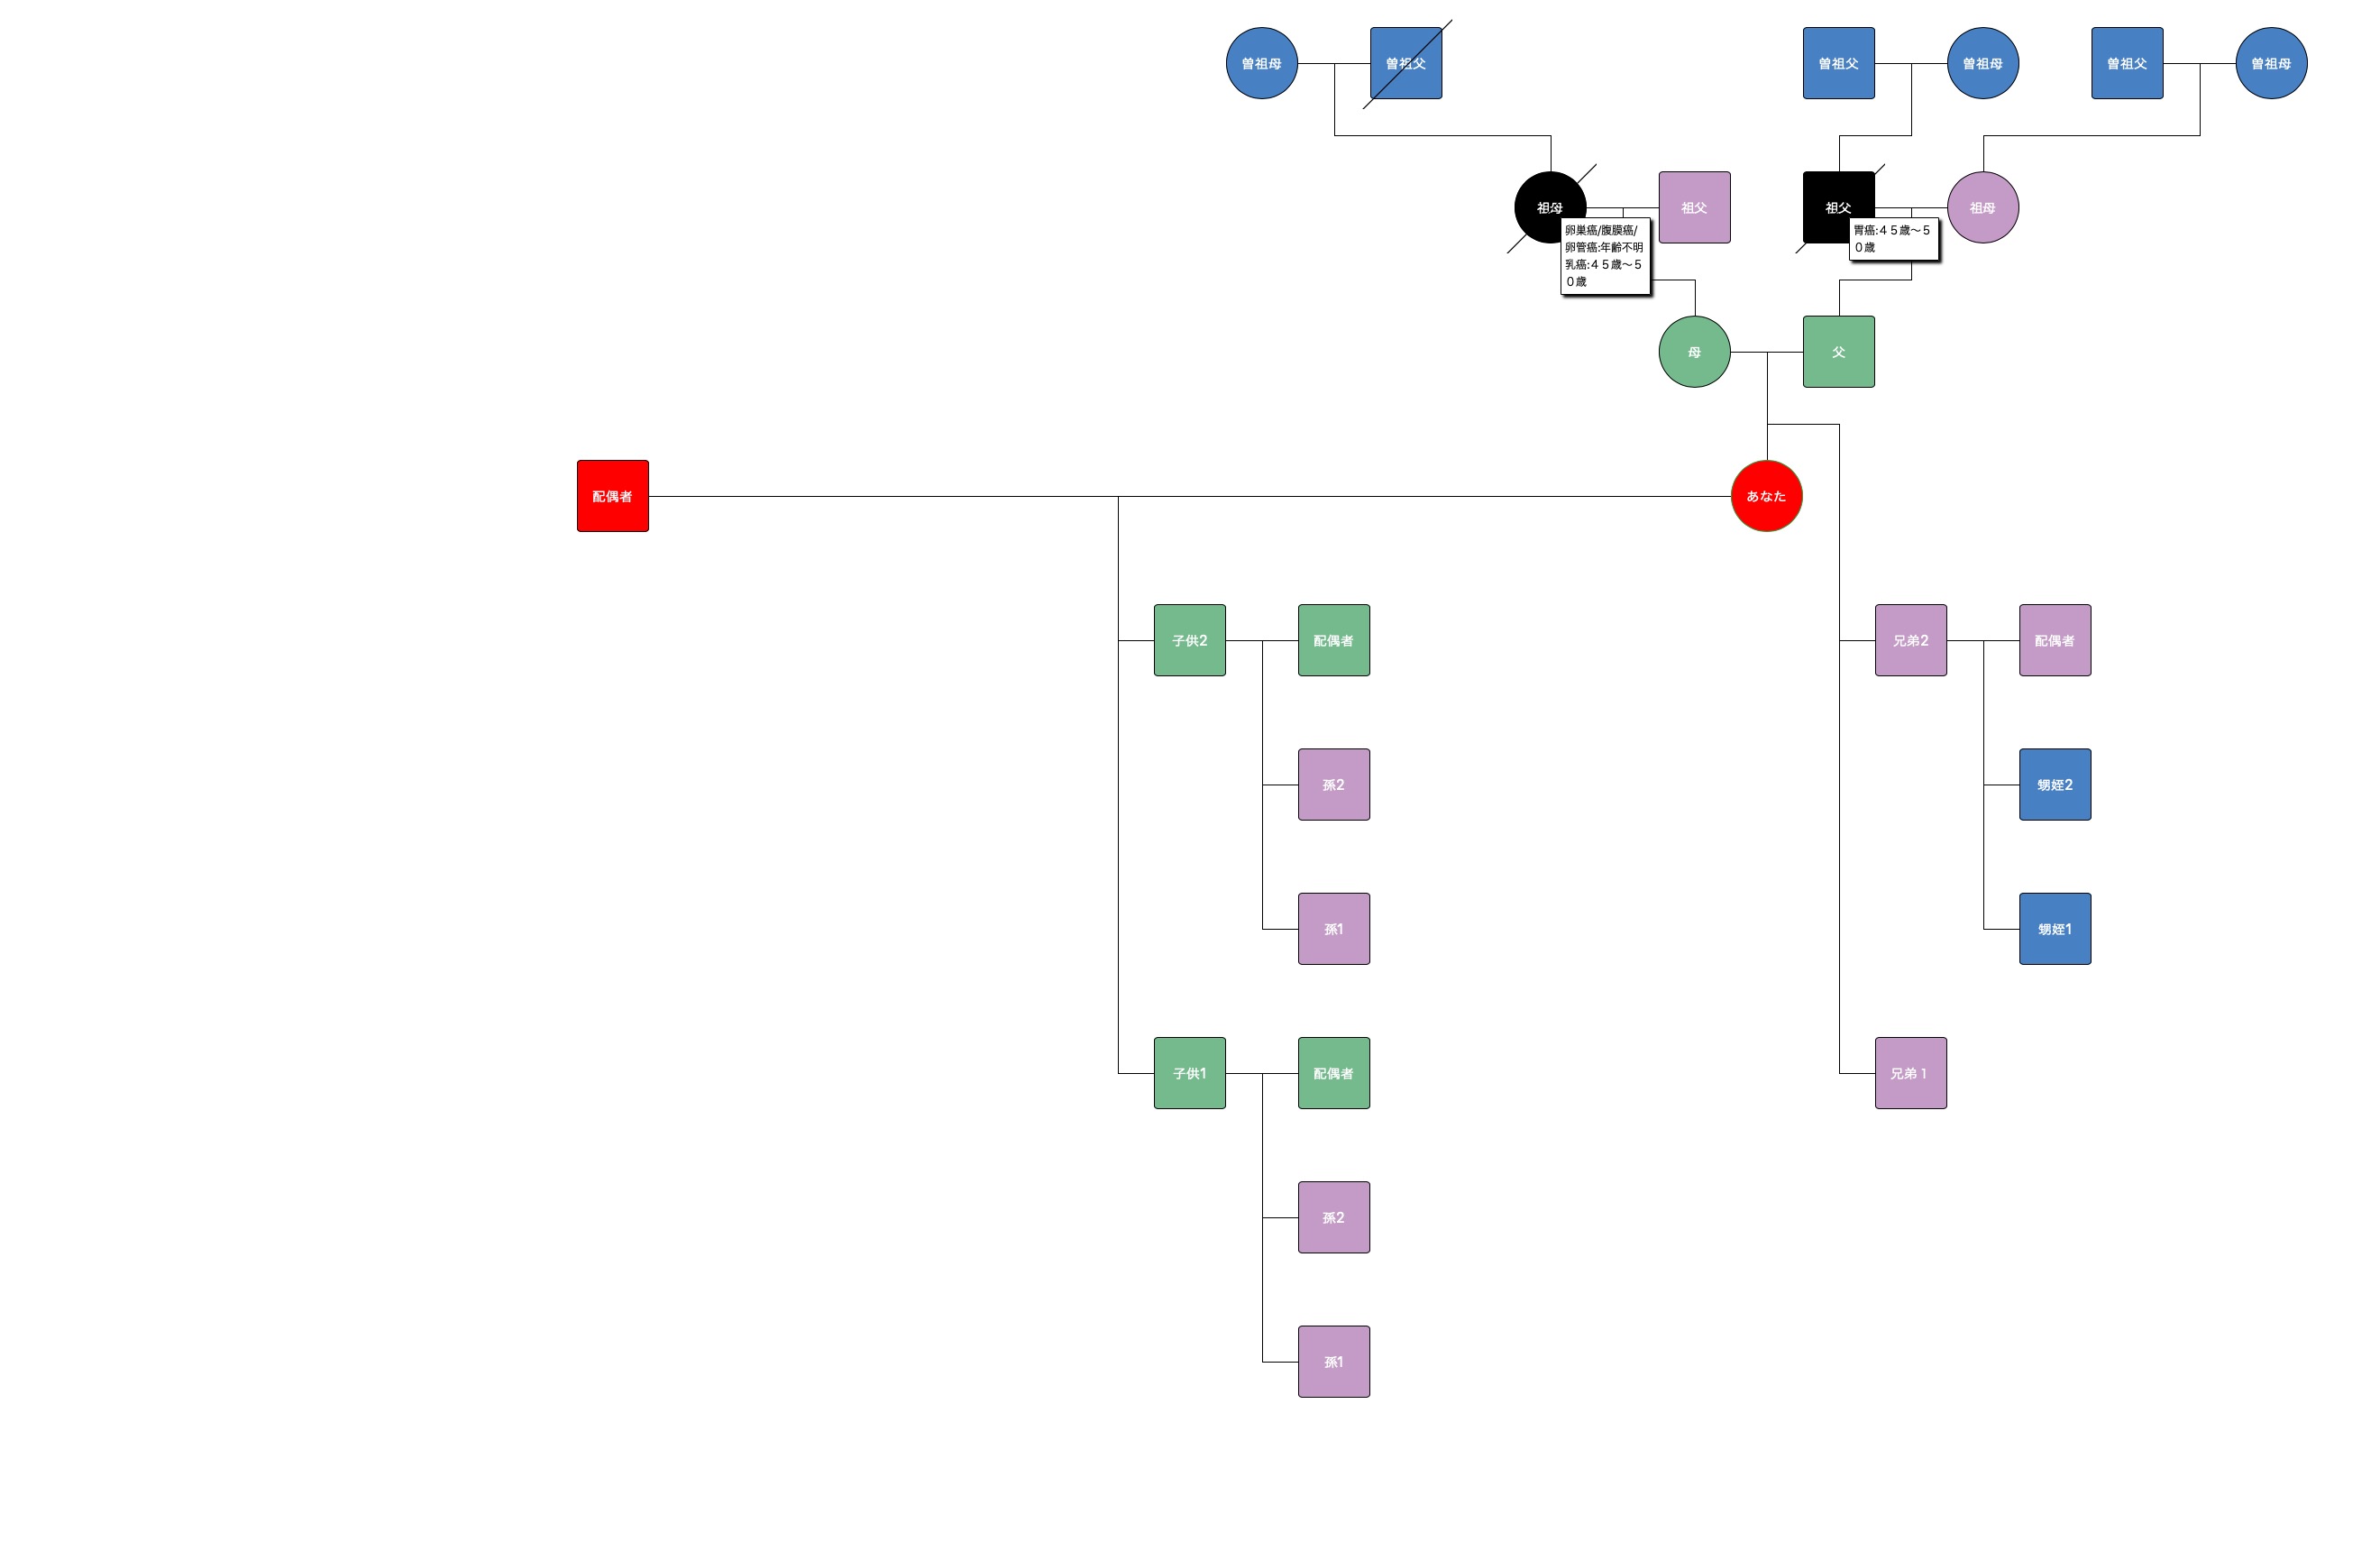 曽祖母
曽祖父
曽祖父
曽祖母
曽祖父
曽祖母
祖母
祖父
祖父
祖母
卵巣癌/腹膜癌/
卵管癌:年齢不明
乳癌:４５歳〜５
０歳
胃癌:４５歳〜５
０歳
母
父
配偶者
あなた
子供2
配偶者
兄弟2
配偶者
孫2
甥姪2
孫1
甥姪1
子供1
配偶者
兄弟１
孫2
孫1